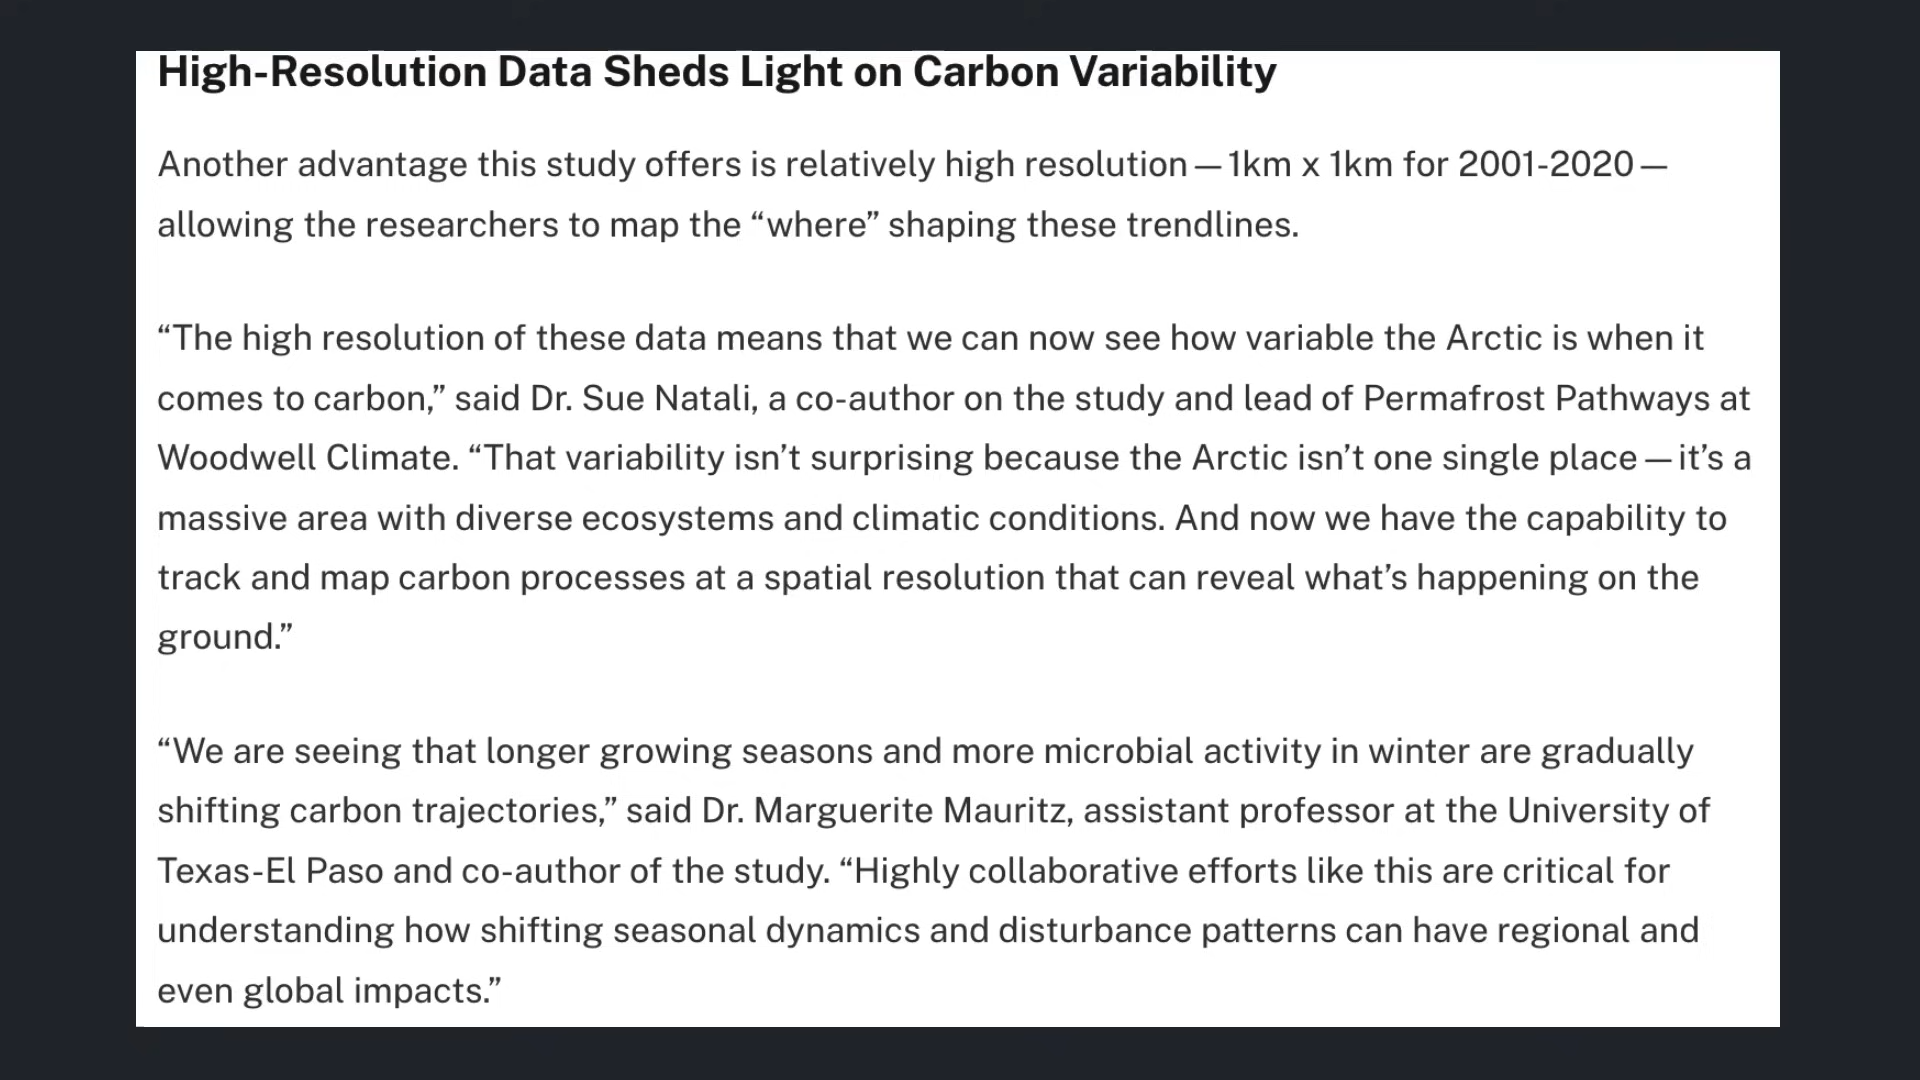 High-Resolution Data Sheds Light on Carbon Variability
Another advantage this study offers is relatively high resolution—1km x 1km for 2001-2020—
allowing the researchers to map the “where” shaping these trendlines.
“The high resolution of these data means that we can now see how variable the Arctic is when it
comes to carbon,” said Dr. Sue Natali, a co-author on the study and lead of Permafrost Pathways at
Woodwell Climate. “That variability isn’t surprising because the Arctic isn’t one single place—it’s a
massive area with diverse ecosystems and climatic conditions. And now we have the capability to
track and map carbon processes at a spatial resolution that can reveal what’s happening on the
ground.”
“We are seeing that longer growing seasons and more microbial activity in winter are gradually
shifting carbon trajectories,” said Dr. Marguerite Mauritz, assistant professor at the University of
Texas-El Paso and co-author of the study. “Highly collaborative efforts like this are critical for
understanding how shifting seasonal dynamics and disturbance patterns can have regional and
even global impacts.”